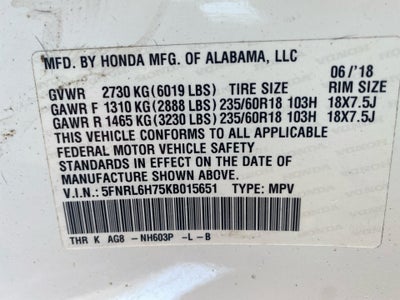 MFD. BY HONDA MFG. OF ALABAMA, LLC
06/'18
GVWR 2730 KG (6019 LBS) TIRE SIZE RIM SIZE
GAWR F 1310 KG (2888 LBS) 235/60R18 103H 18X7.5J
GAWR R 1465 KG (3230 LBS) 235/60R18 103H 18X7.5J
THIS VEHICLE CONFORMS TO ALL APPLICABLE
FEDERAL MOTOR VEHICLE SAFETY
STANDARDS IN EFFECT ON THE DATE OF
MANUFACTURE SHOWN ABOVE.
V.I.N.: 5FNRL6H75KB015651 TYPE: MPV
THR K AG8 -NH603P -L -B